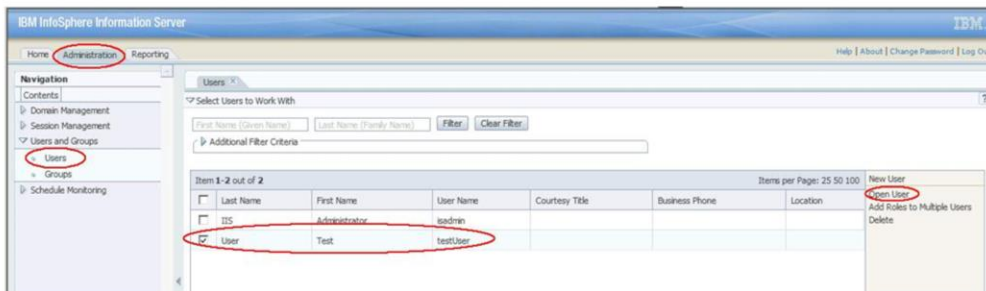 IBM InfoSphere Information Server
IBM
Home Administration Reporting
Help | About | Change Password | Log
Navigation
Contents
Domain Management
Session Management
Users and Groups
Users
Groups
Schedule Monitoring
Users
Select Users to Work With
First Name (Given Name) Last Name (Family Name) Filter Clear Filter
Additional Filter Criteria
Item 1-2 out of 2 Items per Page: 25 50 100
Last Name First Name User Name Courtesy Title Business Phone Location
IIS Administrator isadmin
User Test testUser
New User
Open User
Add Roles to Multiple Users
Delete